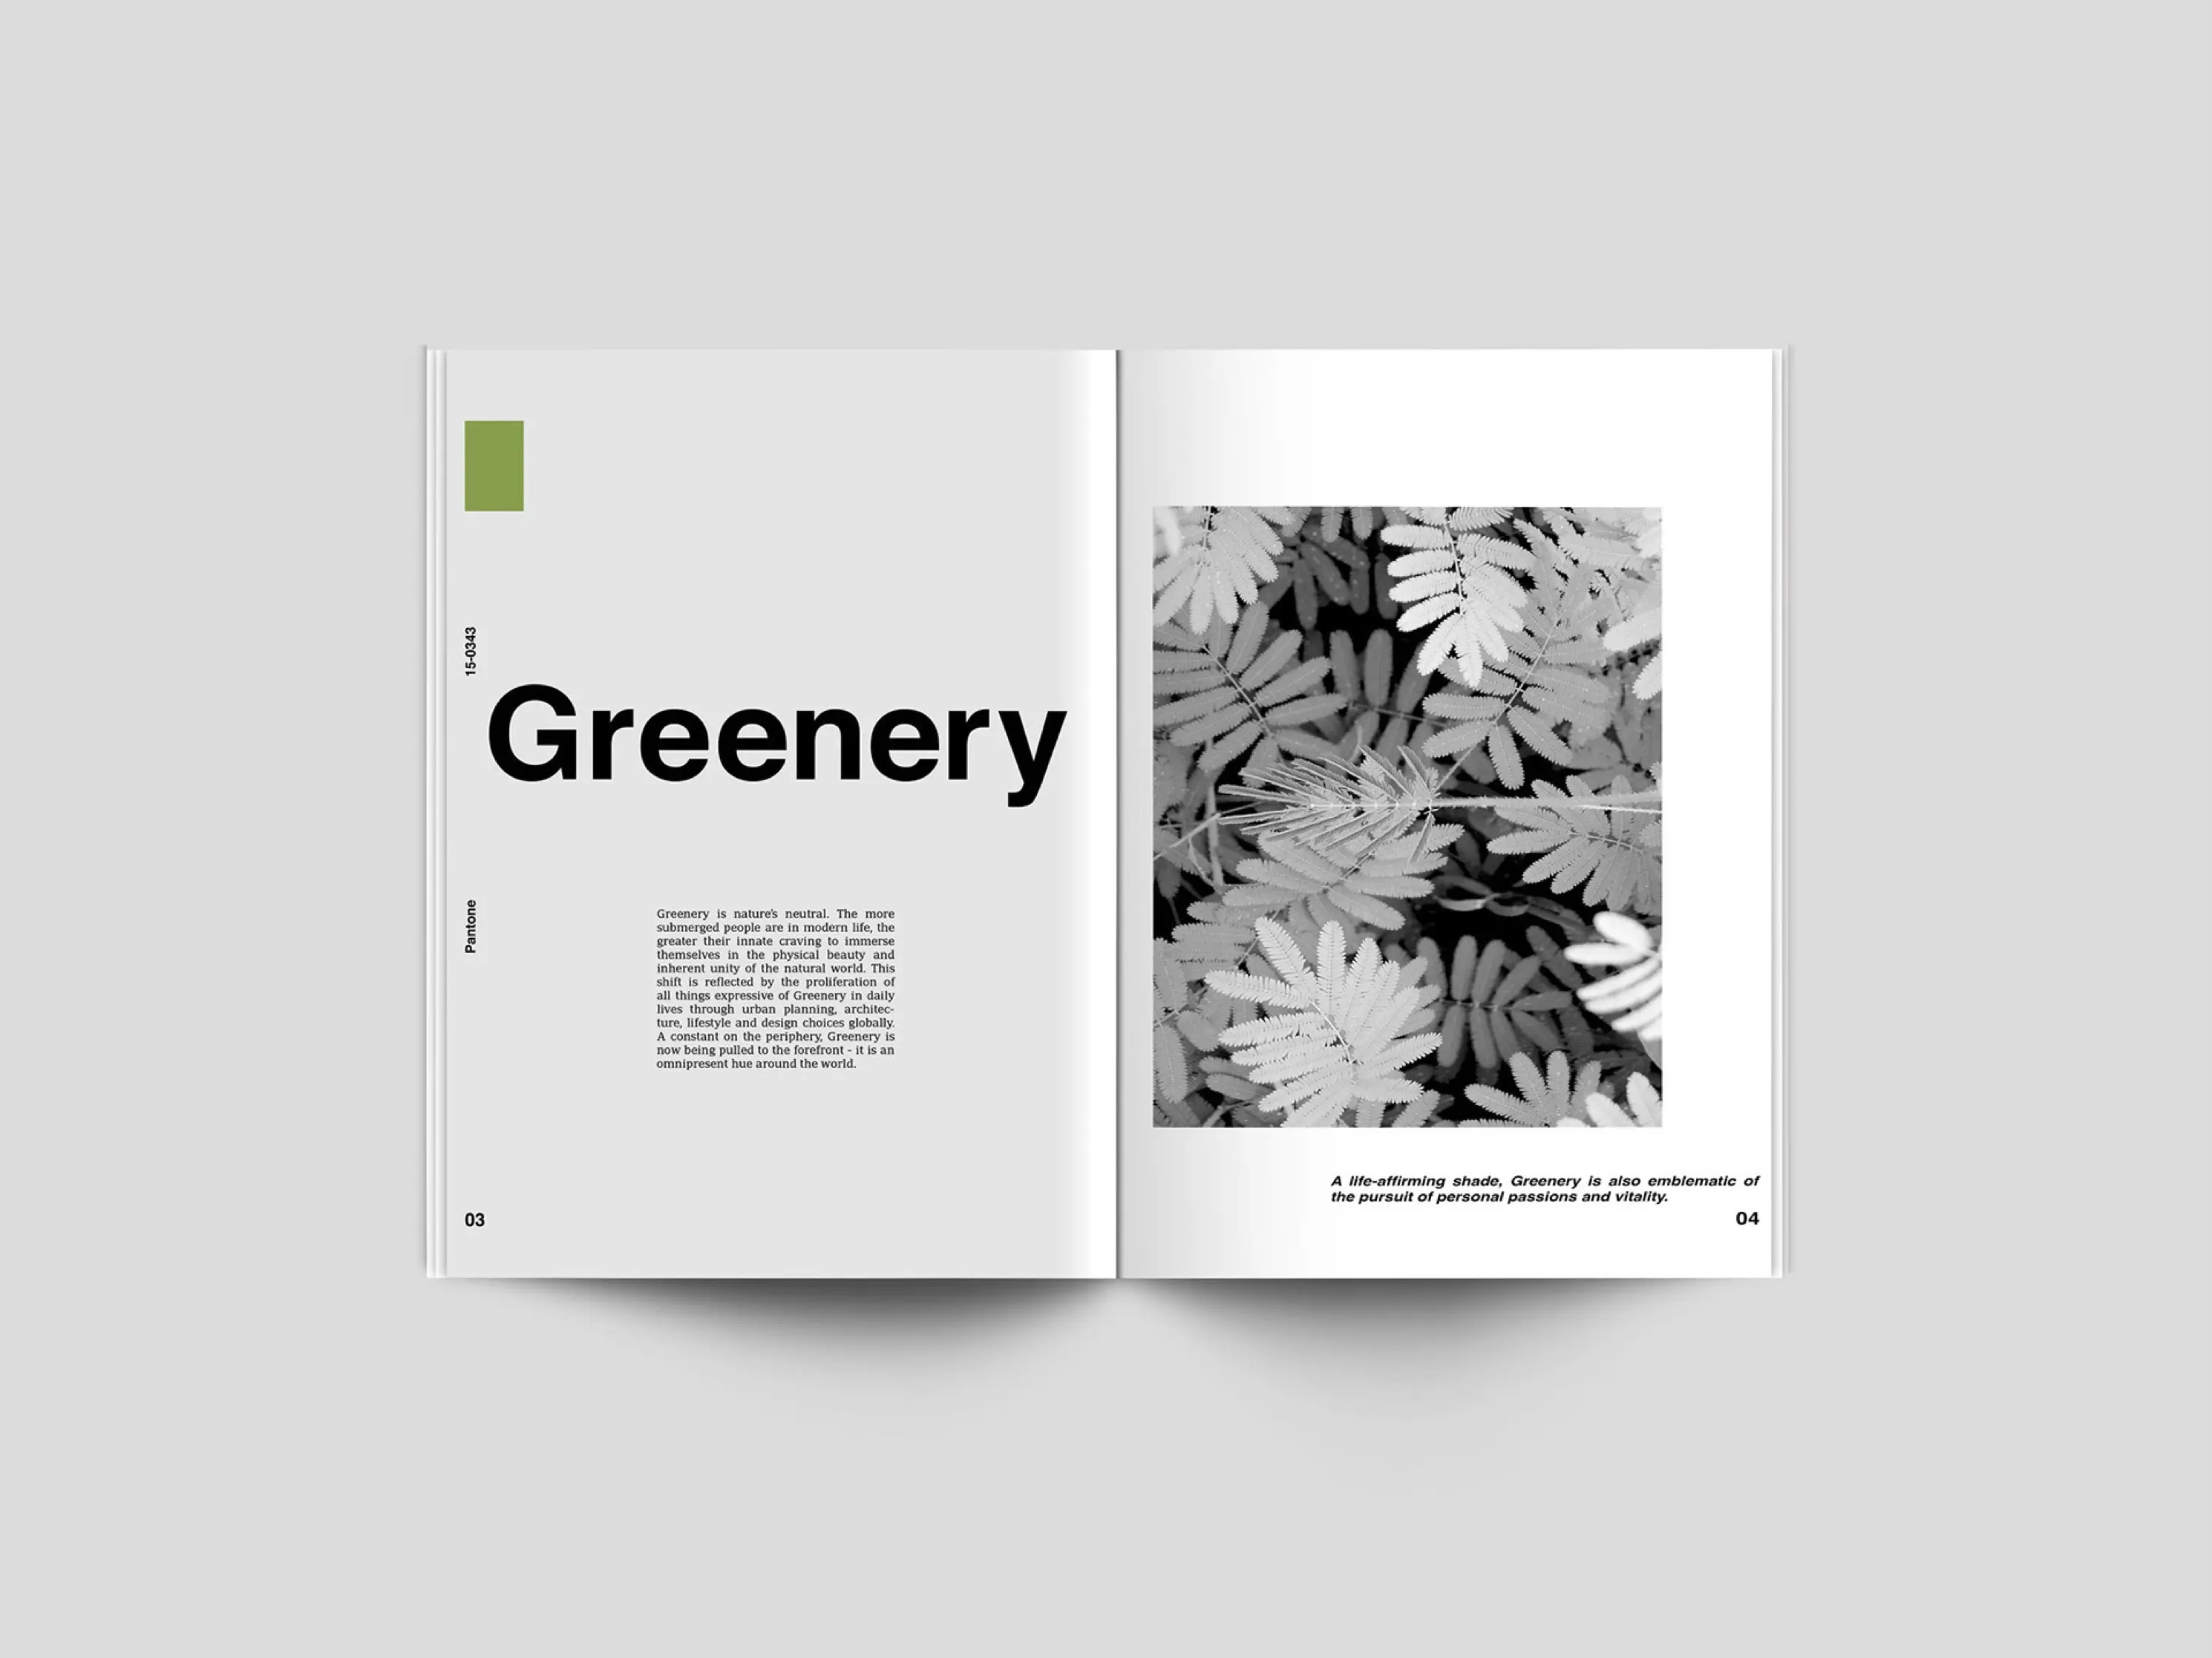 15-0343
Greenery
Pantone
Greenery is nature's neutral. The more
submerged people are in modern life, the
greater their innate craving to immerse
themselves in the physical beauty and
inherent unity of the natural world. This
shift is reflected by the proliferation of
all things expressive of Greenery in daily
lives through urban planning, architec-
ture, lifestyle and design choices globally.
A constant on the periphery, Greenery is
now being pulled to the forefront - it is an
omnipresent hue around the world.
03
A life-affirming shade, Greenery is also emblematic of
the pursuit of personal passions and vitality.
04